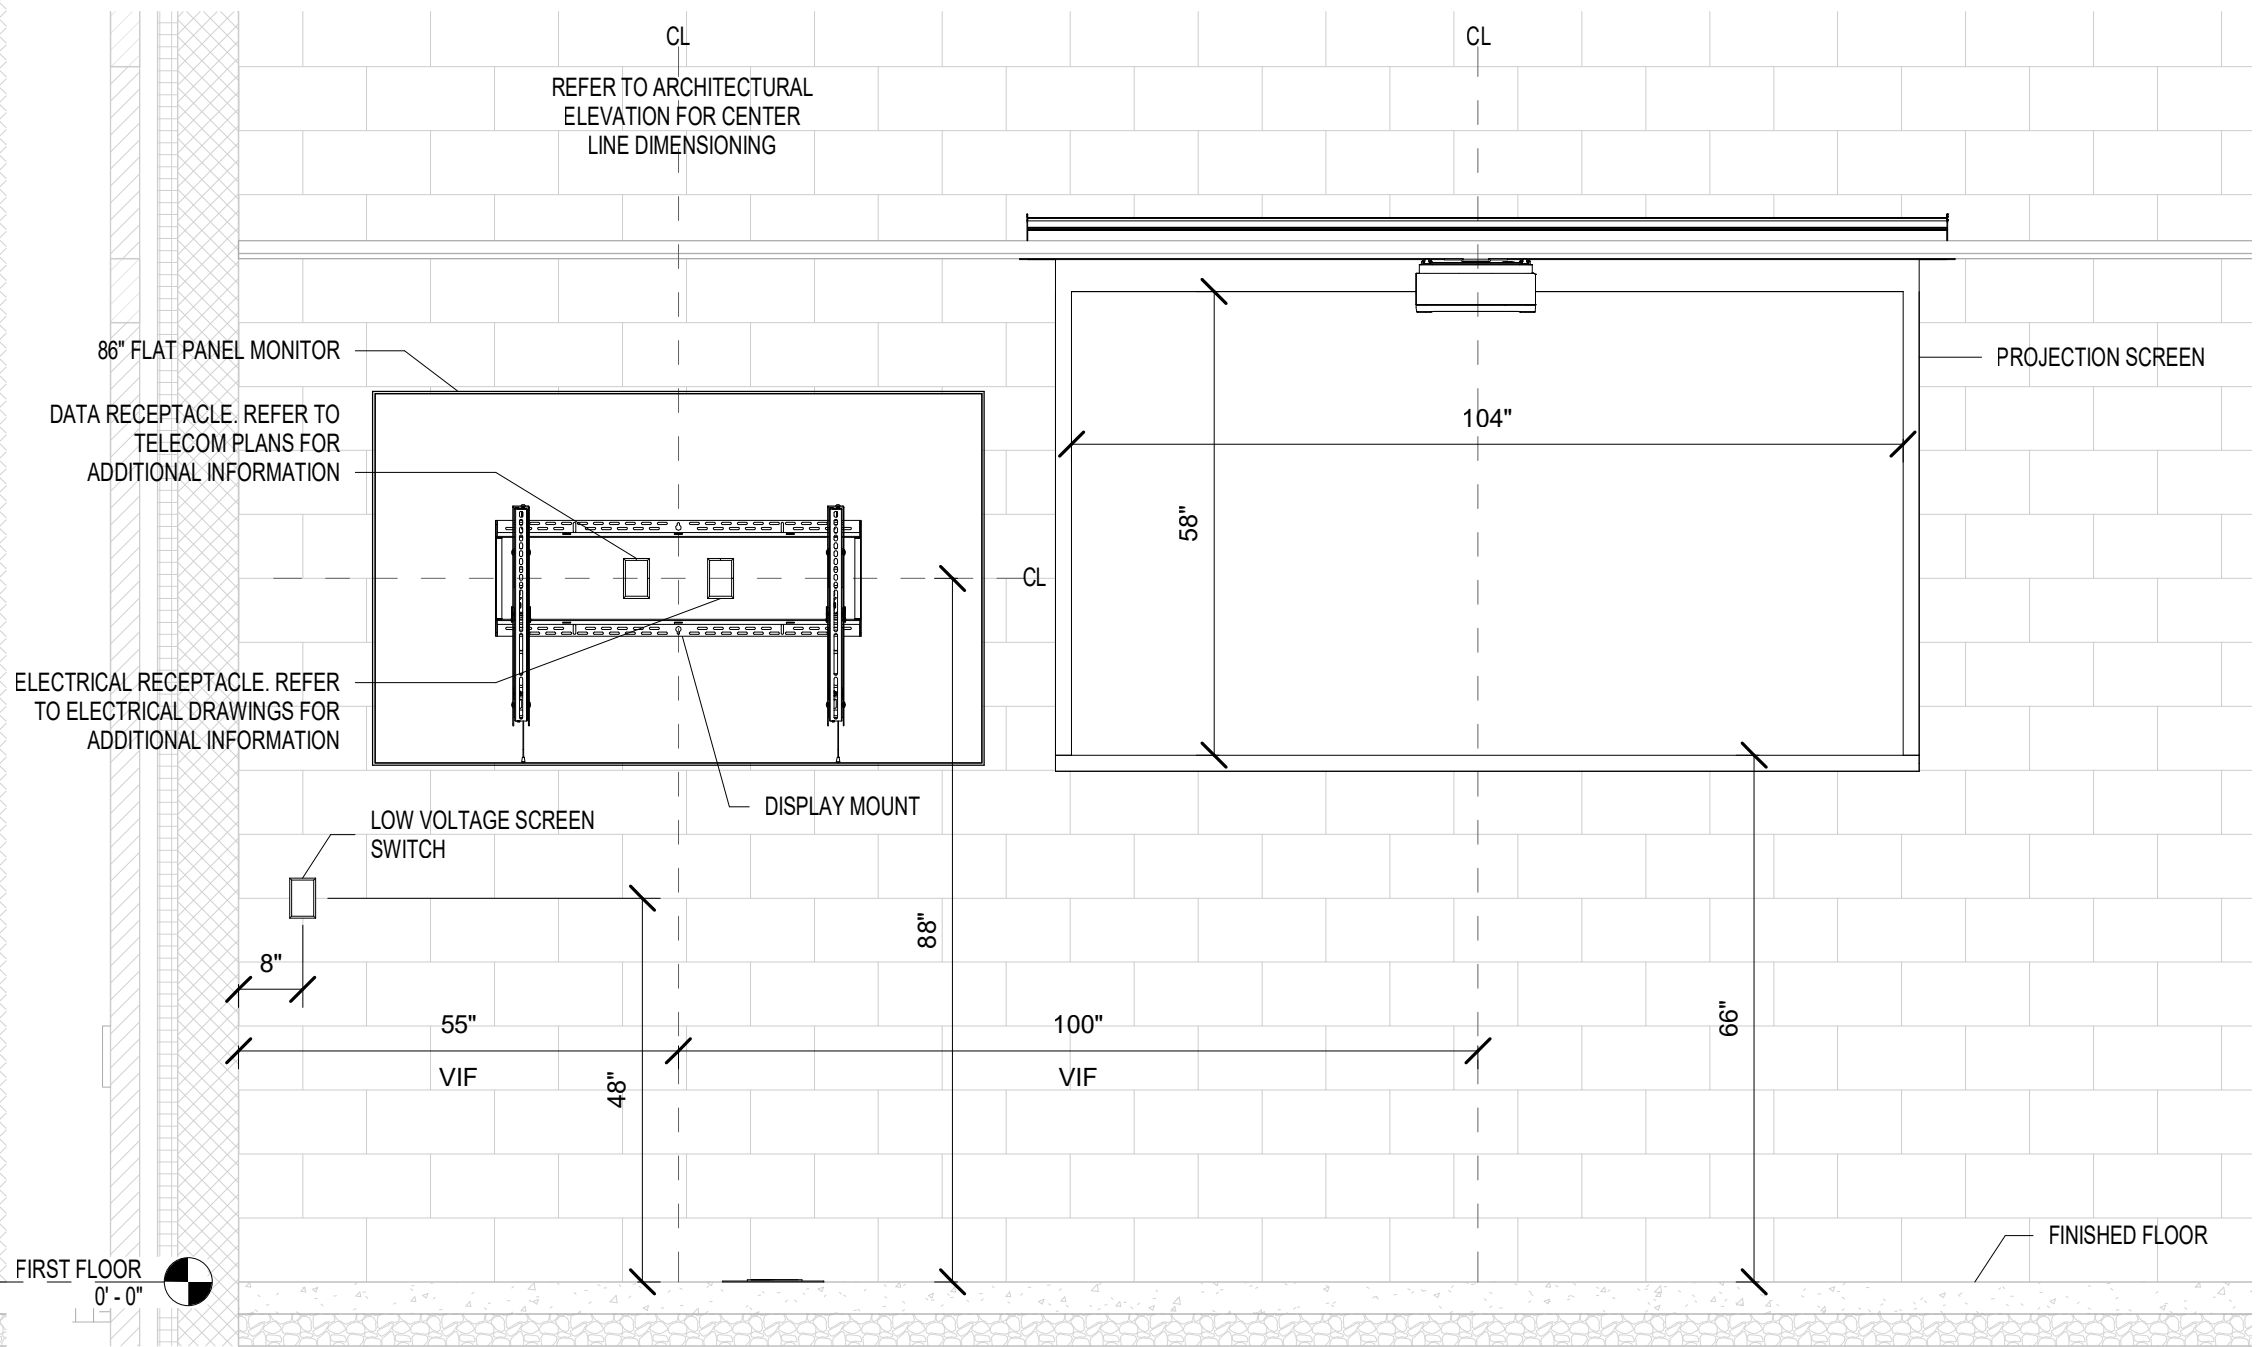 CL
CL
REFER TO ARCHITECTURAL
ELEVATION FOR CENTER
LINE DIMENSIONING
86" FLAT PANEL MONITOR
PROJECTION SCREEN
DATA RECEPTACLE. REFER TO
TELECOM PLANS FOR
ADDITIONAL INFORMATION
104"
58"
CL
ELECTRICAL RECEPTACLE. REFER
TO ELECTRICAL DRAWINGS FOR
ADDITIONAL INFORMATION
DISPLAY MOUNT
LOW VOLTAGE SCREEN
SWITCH
88"
8"
55"
VIF
100"
VIF
66"
48"
FINISHED FLOOR
FIRST FLOOR
0' - 0"